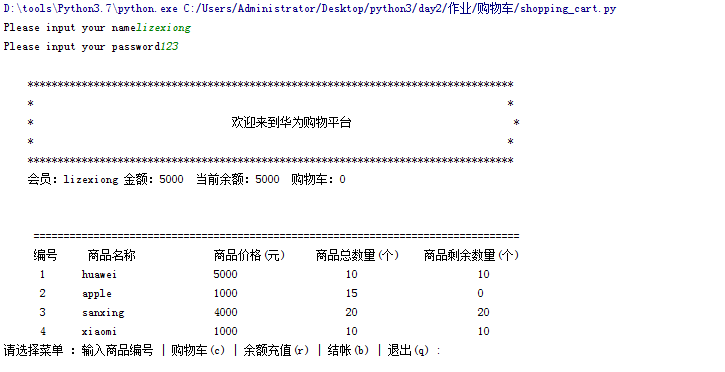 D:\tools\Python3.7\python.exe C:/Users/Administrator/Desktop/python3/day2/作业/购物车/shopping_cart.py
Please input your namelizexiong
Please input your password123
*********************************************************************************
* *
* 欢迎来到华为购物平台 *
* *
*********************************************************************************
会员：lizexiong 金额：5000 当前余额：5000 购物车：0
=================================================================================
编号 商品名称 商品价格(元) 商品总数量(个) 商品剩余数量(个)
1 huawei 5000 10 10
2 apple 1000 15 0
3 sanxing 4000 20 20
4 xiaomi 1000 10 10
请选择菜单 : 输入商品编号 | 购物车(c) | 余额充值(r) | 结帐(b) | 退出(q) :